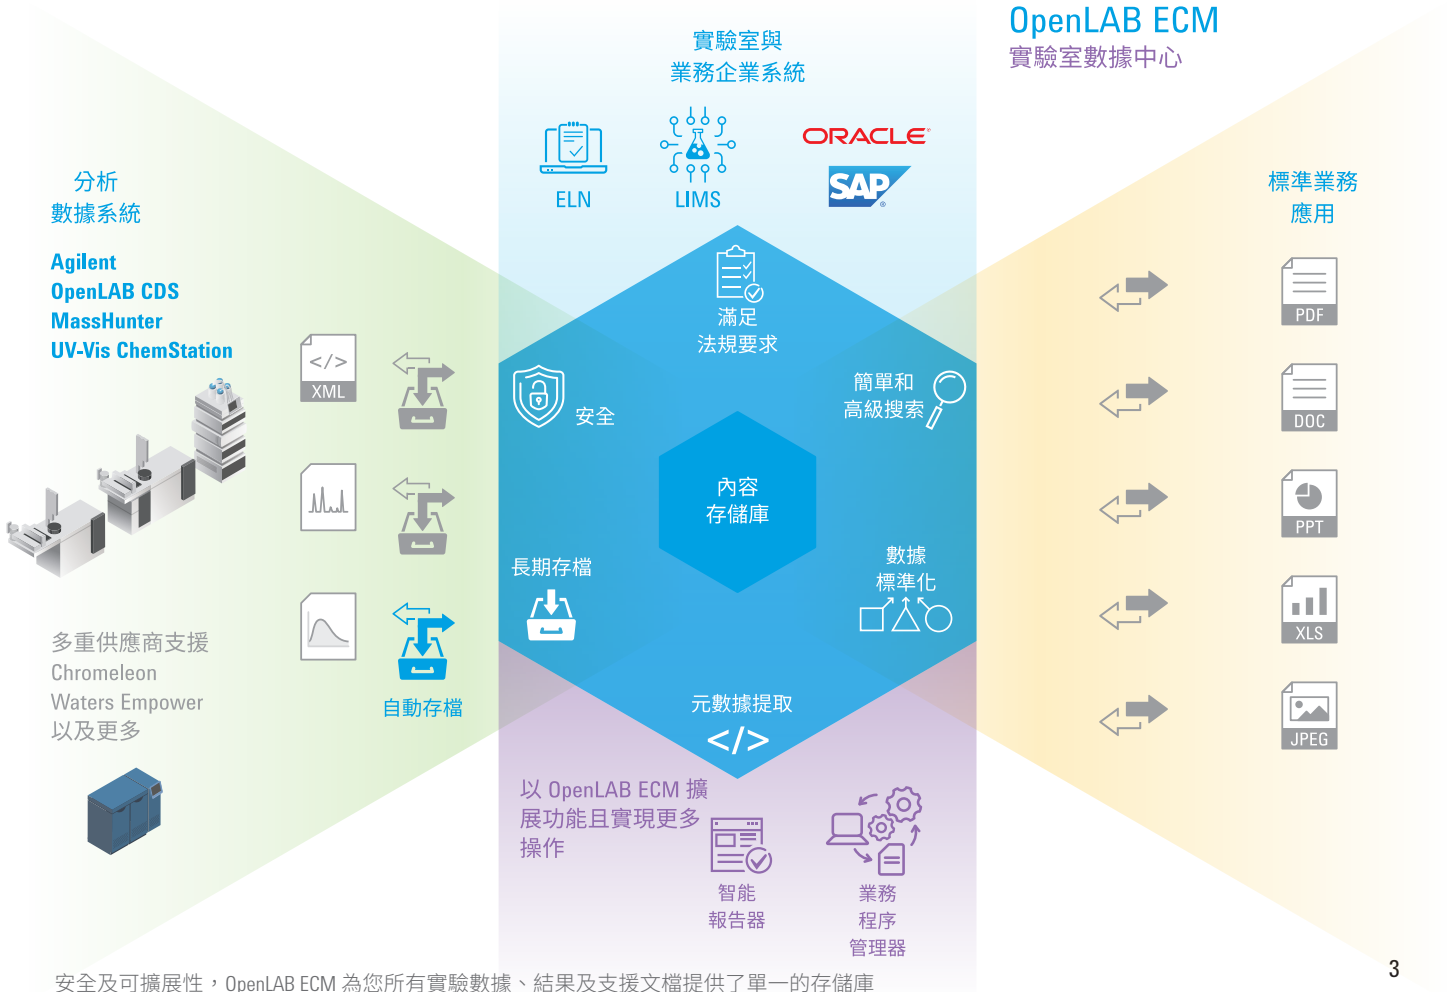 OpenLAB ECM
實驗室數據中心
實驗室與
業務企業系統
ELN
LIMS
ORACLE®
SAP®
分析
數據系統
Agilent
OpenLAB CDS
MassHunter
UV-Vis ChemStation
</>
XML
多重供應商支援
Chromeleon
Waters Empower
以及更多
自動存檔
滿足
法規要求
安全
簡單和
高級搜索
內容
存儲庫
長期存檔
數據
標準化
元數據提取
</>
以 OpenLAB ECM 擴
展功能且實現更多
操作
智能
報告器
業務
程序
管理器
標準業務
應用
PDF
DOC
PPT
XLS
JPEG
安全及可擴展性，OpenLAB ECM 為您所有實驗數據、結果及支援文檔提供了單一的存儲庫
3